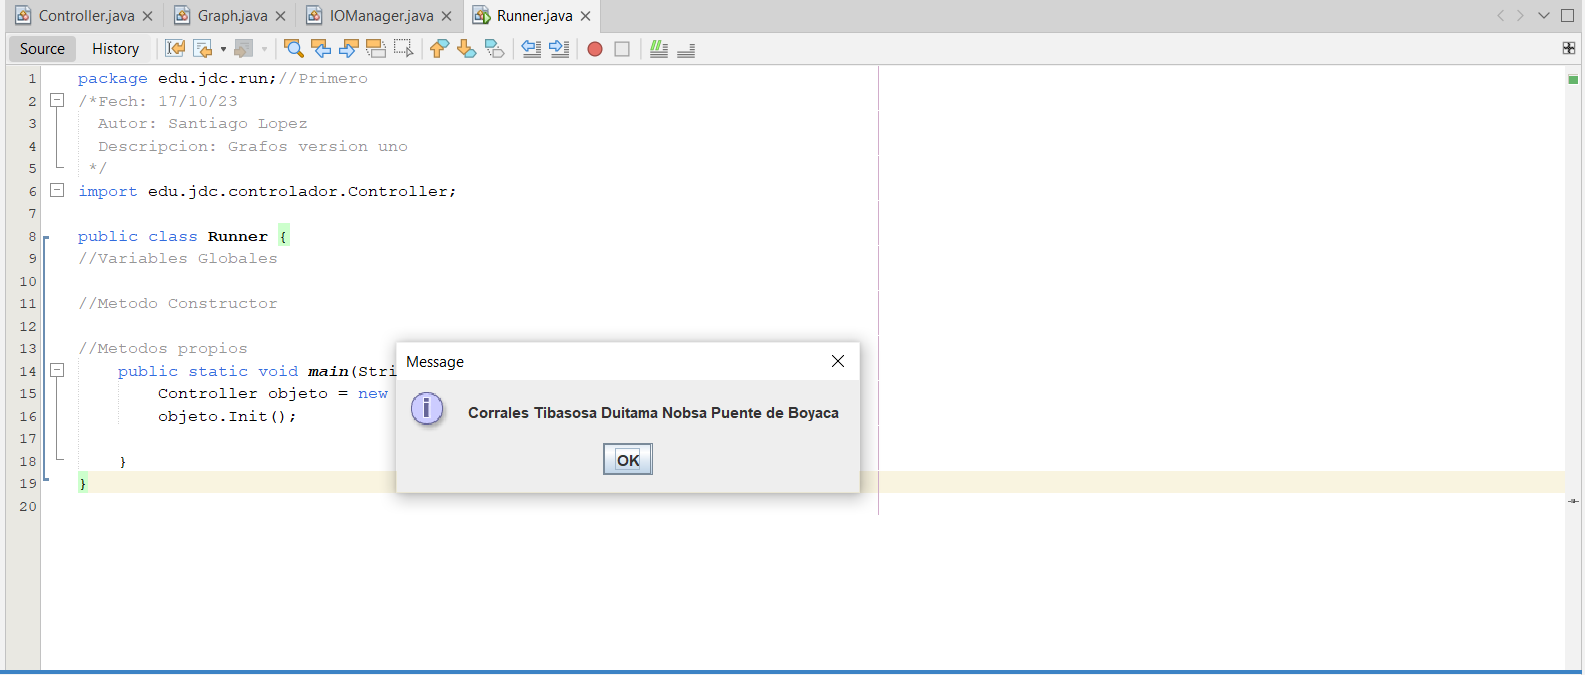 Controller.java Graph.java IOManager.java Runner.java
Source History
1 package edu.jdc.run;//Primero
2 /*Fech: 17/10/23
3 Autor: Santiago Lopez
4 Descripcion: Grafos version uno
5 */
6 import edu.jdc.controlador.Controller;
7
8 public class Runner {
9 //Variables Globales
10
11 //Metodo Constructor
12
13 //Metodos propios
14 public static void main(Stri
15 Controller objeto = new
16 objeto.Init();
17
18 }
19 }
20
Message
Corrales Tibasosa Duitama Nobsa Puente de Boyaca
OK